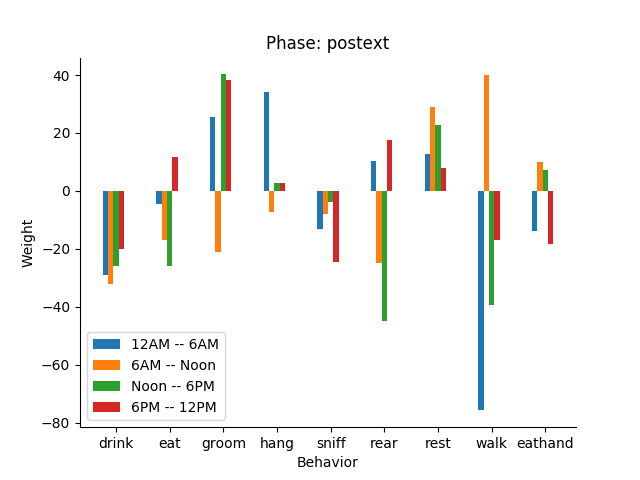 Phase: postext
Weight
40
20
0
−20
−40
−60
−80
12AM -- 6AM
6AM -- Noon
Noon -- 6PM
6PM -- 12PM
drink eat groom hang sniff rear rest walk eathand
Behavior